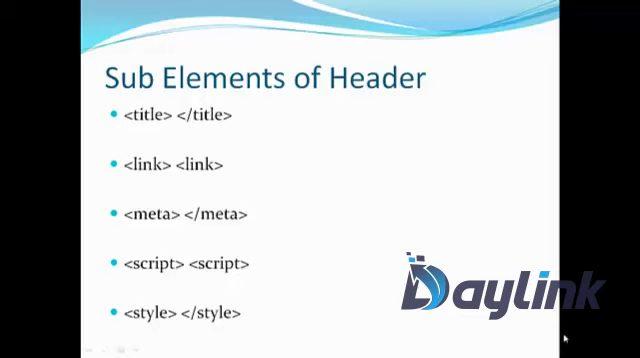 Sub Elements of Header
<title> </title>
<link> <link>
<meta> </meta>
<script> <script>
<style> </style>
Daylink